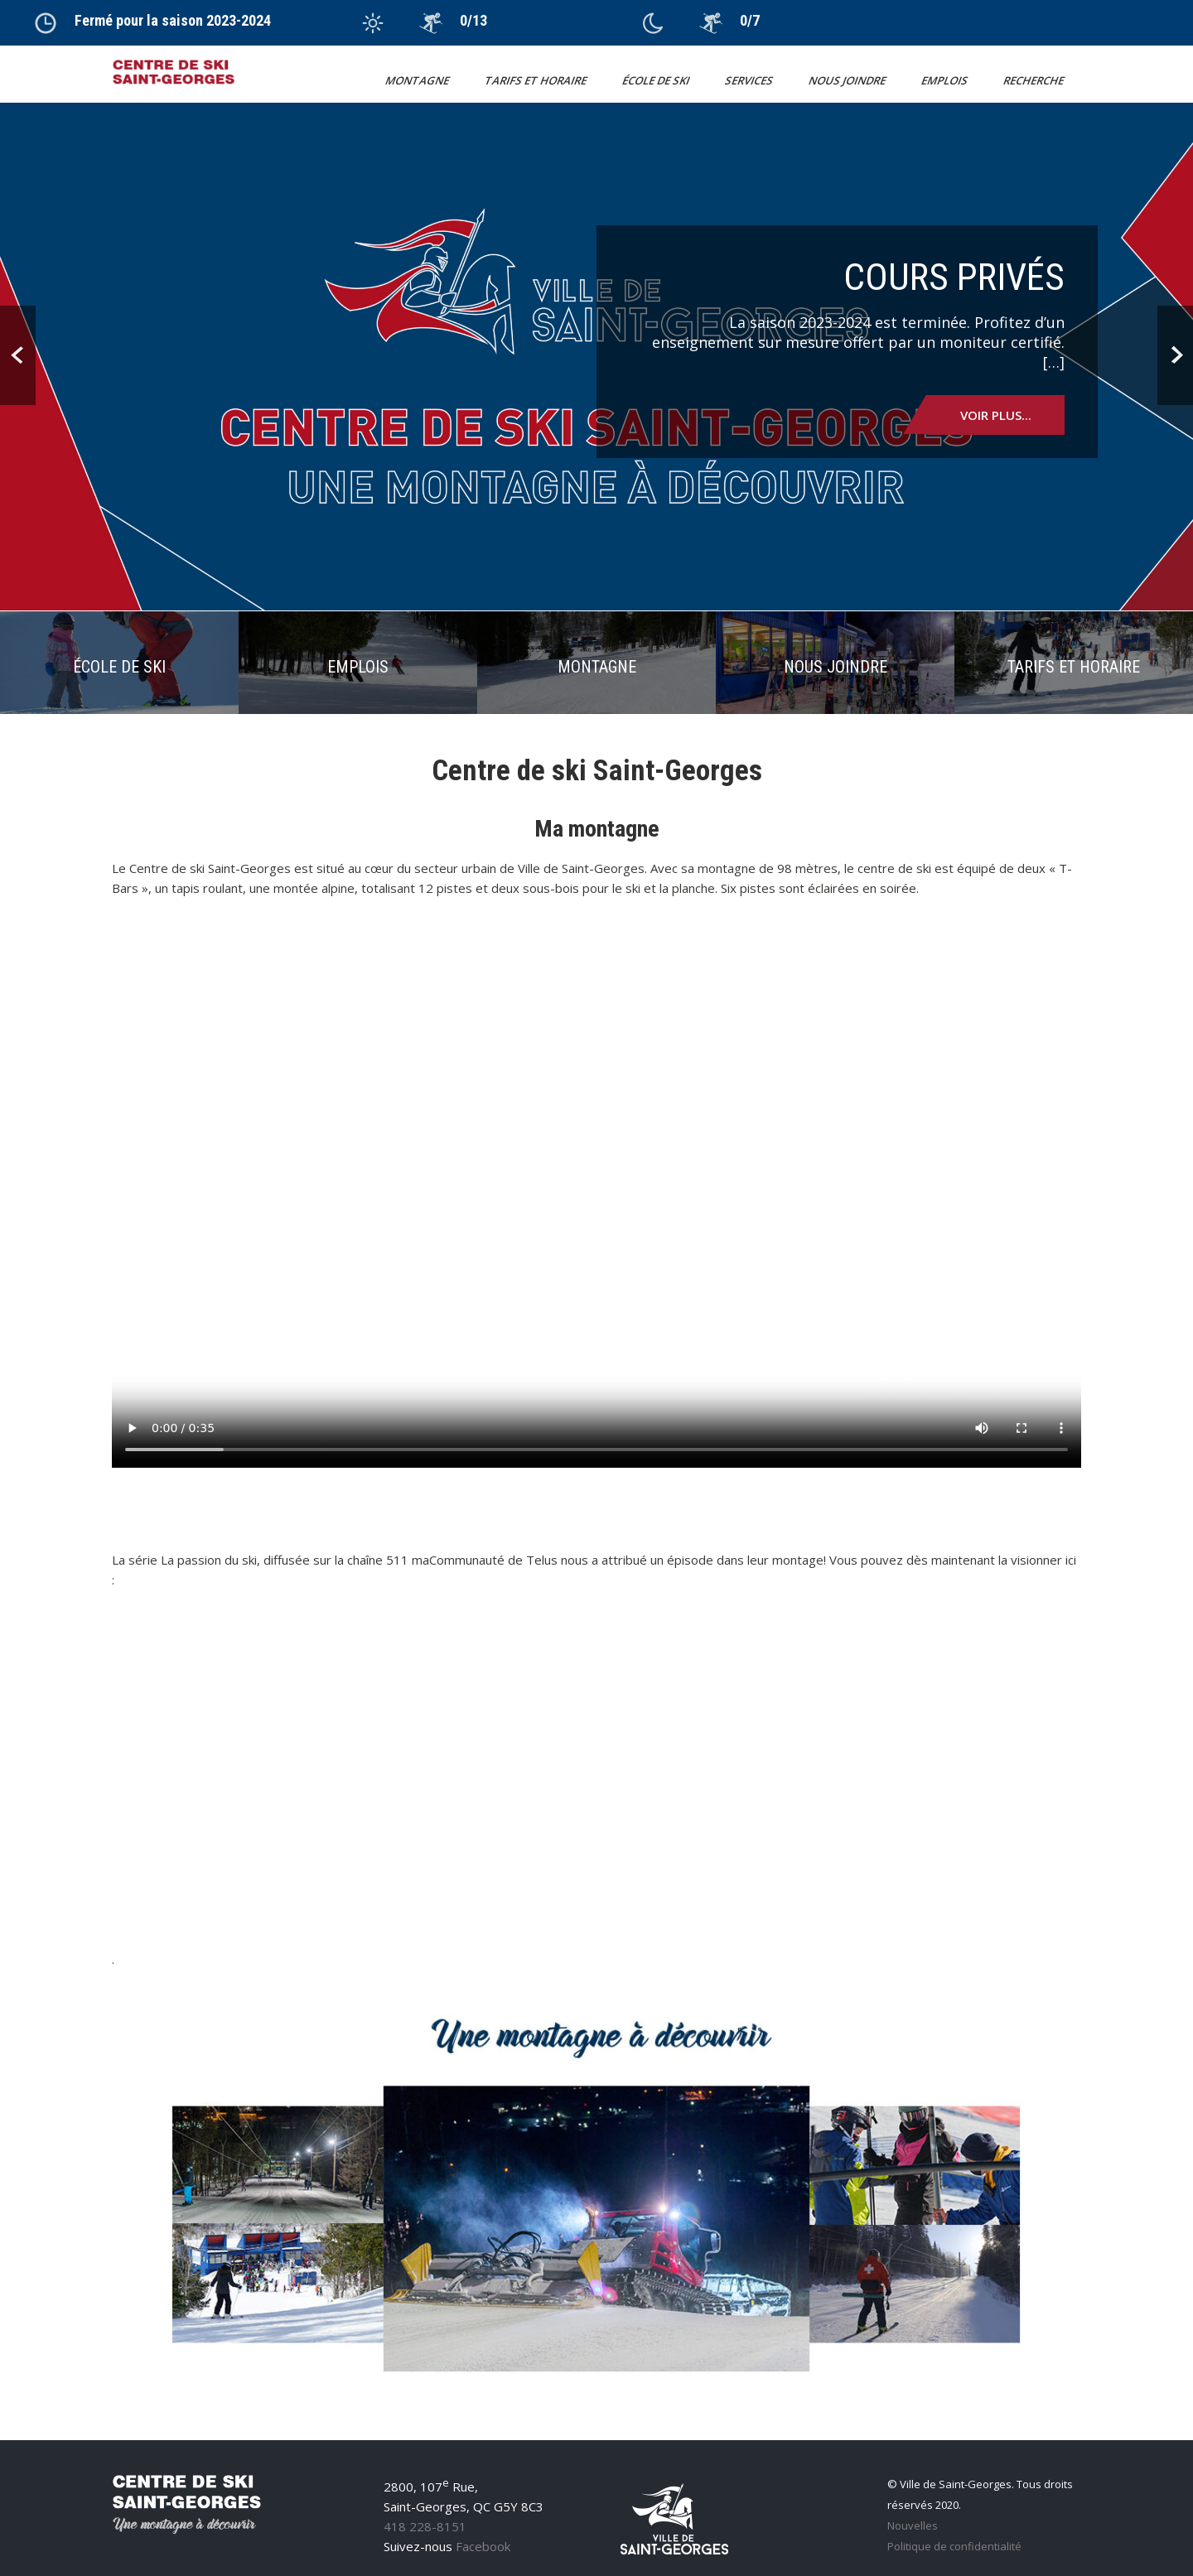 Fermé pour la saison 2023-2024
0/13
0/7
CENTRE DE SKI
SAINT-GEORGES
MONTAGNE
TARIFS ET HORAIRE
ÉCOLE DE SKI
SERVICES
NOUS JOINDRE
EMPLOIS
RECHERCHE
VILLE DE
SAINT-GEORGES
CENTRE DE SKI SAINT-GEORGES
UNE MONTAGNE À DÉCOUVRIR
COURS PRIVÉS
La saison 2023-2024 est terminée. Profitez d’un
enseignement sur mesure offert par un moniteur certifié.
[…]
VOIR PLUS...
ÉCOLE DE SKI
EMPLOIS
MONTAGNE
NOUS JOINDRE
TARIFS ET HORAIRE
Centre de ski Saint-Georges
Ma montagne
Le Centre de ski Saint-Georges est situé au cœur du secteur urbain de Ville de Saint-Georges. Avec sa montagne de 98 mètres, le centre de ski est équipé de deux « T-
Bars », un tapis roulant, une montée alpine, totalisant 12 pistes et deux sous-bois pour le ski et la planche. Six pistes sont éclairées en soirée.
0:00 / 0:35
La série La passion du ski, diffusée sur la chaîne 511 maCommunauté de Telus nous a attribué un épisode dans leur montage! Vous pouvez dès maintenant la visionner ici
:
.
Une montagne à découvrir
CENTRE DE SKI
SAINT-GEORGES
Une montagne à découvrir
2800, 107e Rue,
Saint-Georges, QC G5Y 8C3
418 228-8151
Suivez-nous Facebook
VILLE DE
SAINT-GEORGES
© Ville de Saint-Georges. Tous droits
réservés 2020.
Nouvelles
Politique de confidentialité